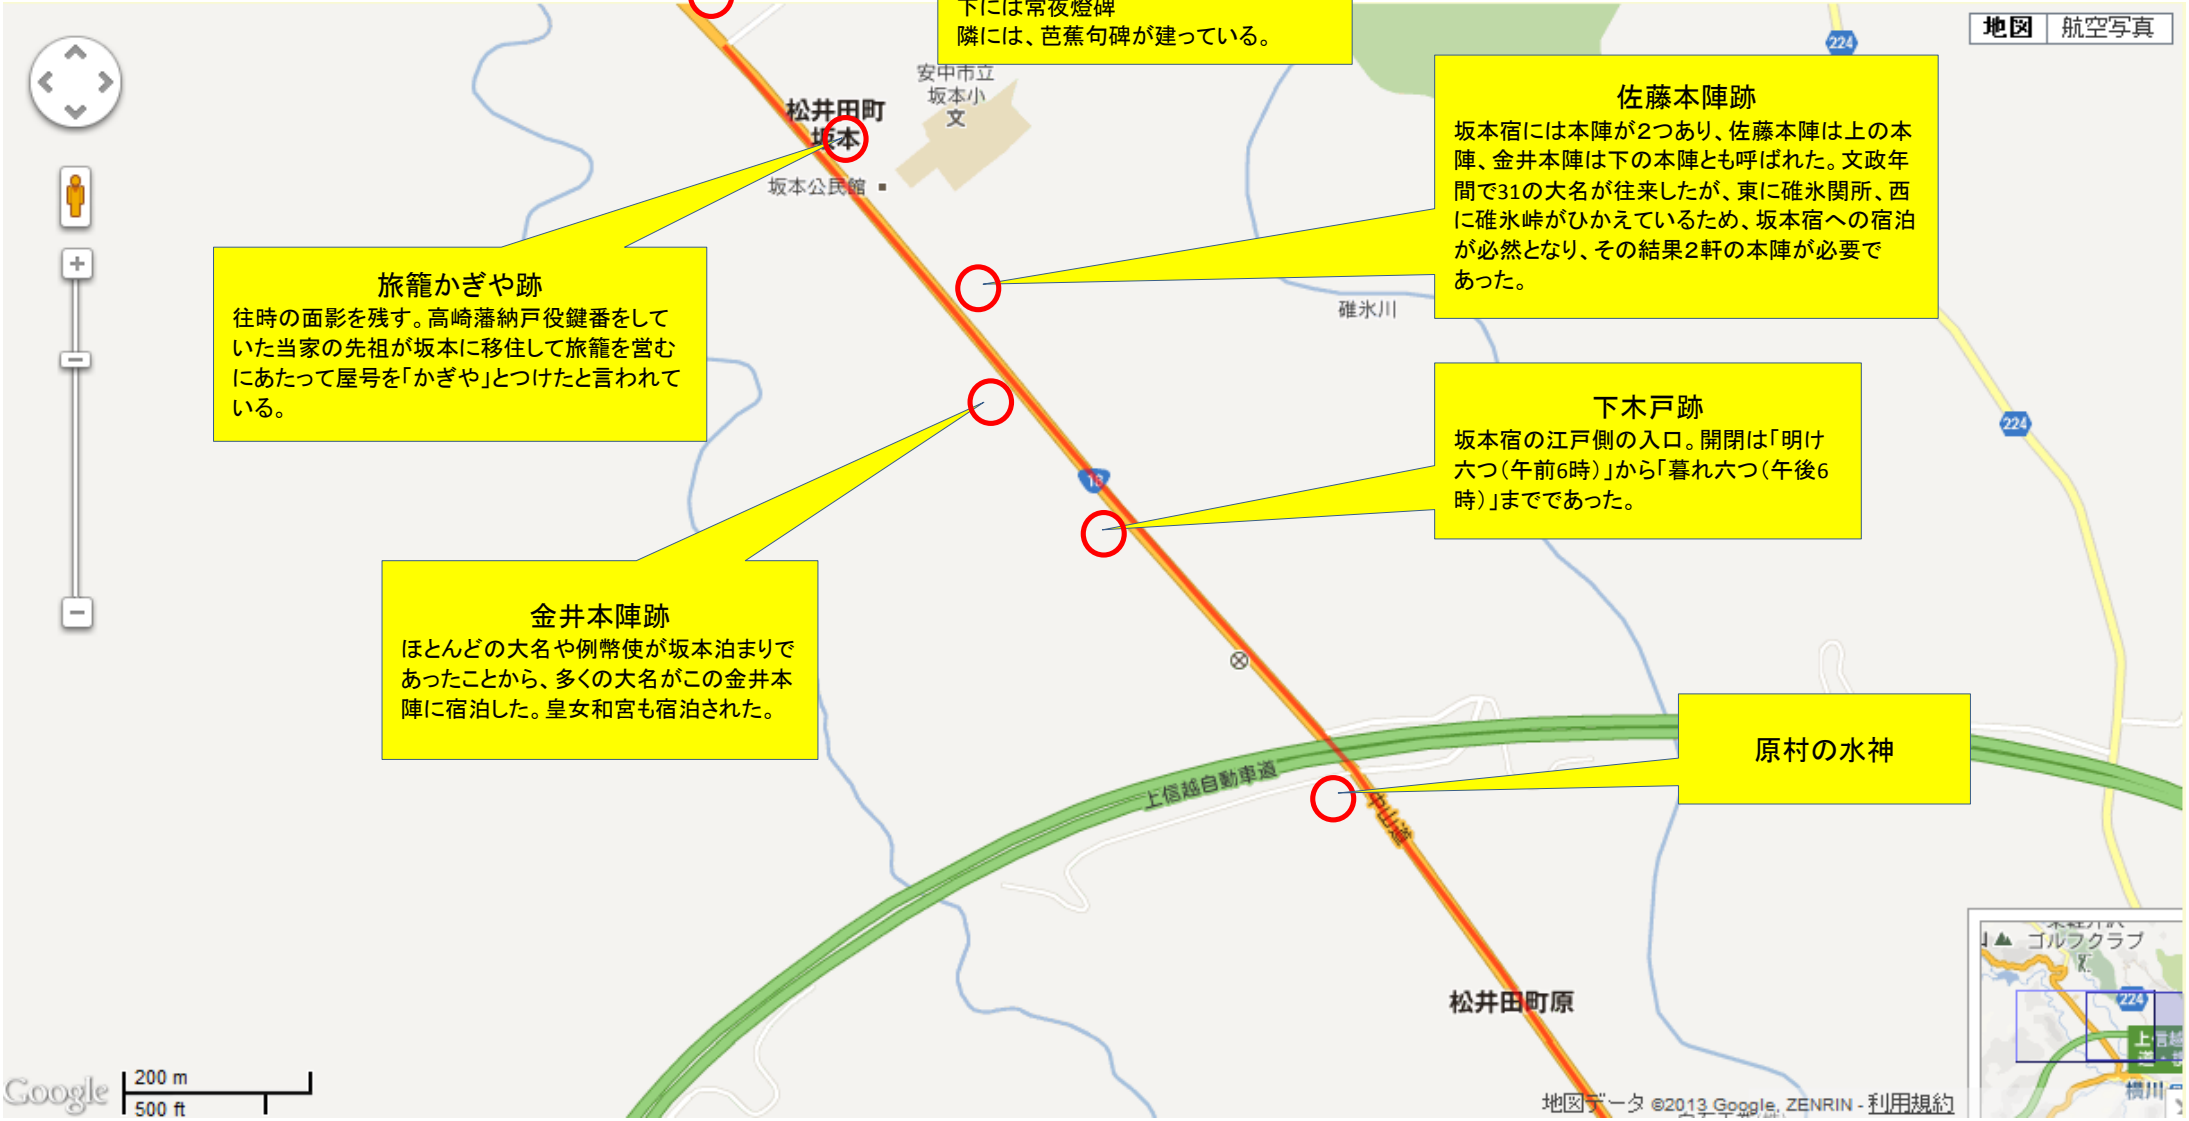 下には常夜燈碑
隣には、芭蕉句碑が建っている。
地図
航空写真
224
安中市立
坂本小
文
松井田町
坂本
坂本公民館
佐藤本陣跡
坂本宿には本陣が2つあり、佐藤本陣は上の本
陣、金井本陣は下の本陣とも呼ばれた。文政年
間で31の大名が往来したが、東に碓氷関所、西
に碓氷峠がひかえているため、坂本宿への宿泊
が必然となり、その結果2軒の本陣が必要で
あった。
旅籠かぎや跡
往時の面影を残す。高崎藩納戸役鍵番をして
いた当家の先祖が坂本に移住して旅籠を営む
にあたって屋号を「かぎや」とつけたと言われて
いる。
碓氷川
下木戸跡
坂本宿の江戸側の入口。開閉は「明け
六つ(午前6時)」から「暮れ六つ(午後6
時)」までであった。
224
18
金井本陣跡
ほとんどの大名や例幣使が坂本泊まりで
あったことから、多くの大名がこの金井本
陣に宿泊した。皇女和宮も宿泊された。
原村の水神
上信越自動車道
中山道
松井田町原
ゴルフクラブ
224
上信越
横川
Google
200 m
500 ft
地図データ ©2013 Google, ZENRIN - 利用規約